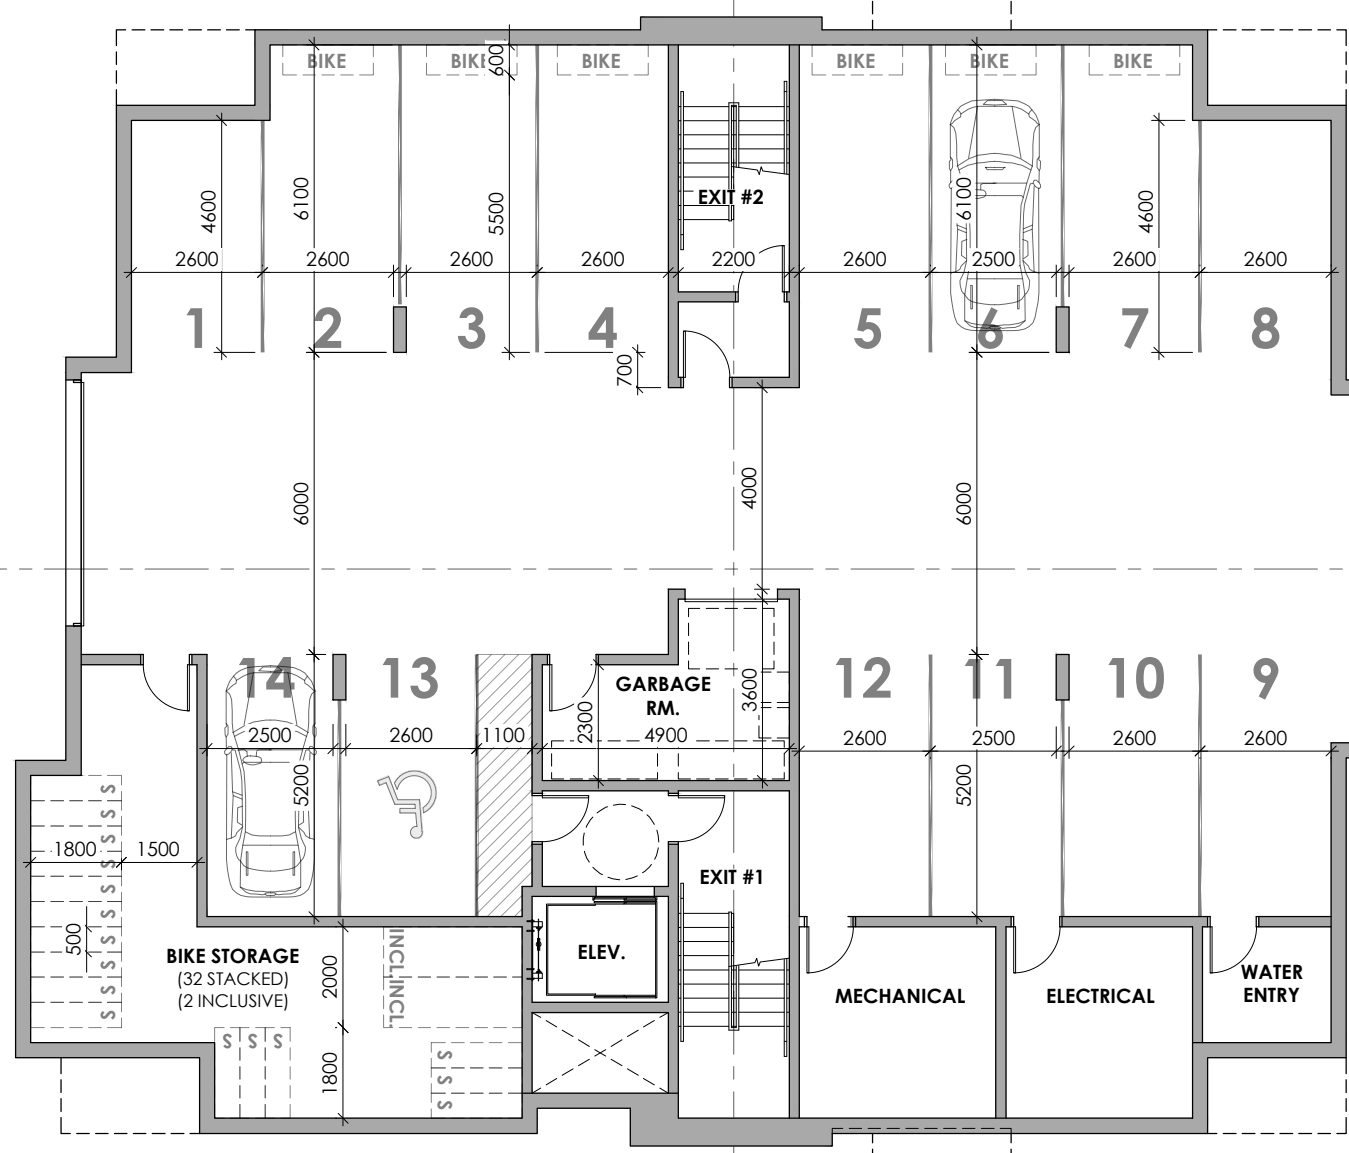 BIKE
BIKE
600
BIKE
BIKE
BIKE
BIKE
4600
6100
5500
EXIT #2
6100
4600
2600
2600
2600
2600
2200
2600
2500
2600
2600
1
2
3
4
5
6
7
8
700
6000
4000
6000
14
13
GARBAGE
RM.
12
11
10
9
2300
3600
2500
2600
1100
4900
2600
2500
2600
2600
5200
5200
S
S
S
S
S
S
S
S
S
S
1800
1500
500
EXIT #1
BIKE STORAGE
(32 STACKED)
(2 INCLUSIVE)
2000
INCL.
INCL.
ELEV.
MECHANICAL
ELECTRICAL
WATER
ENTRY
S
S
S
1800
S
S
S